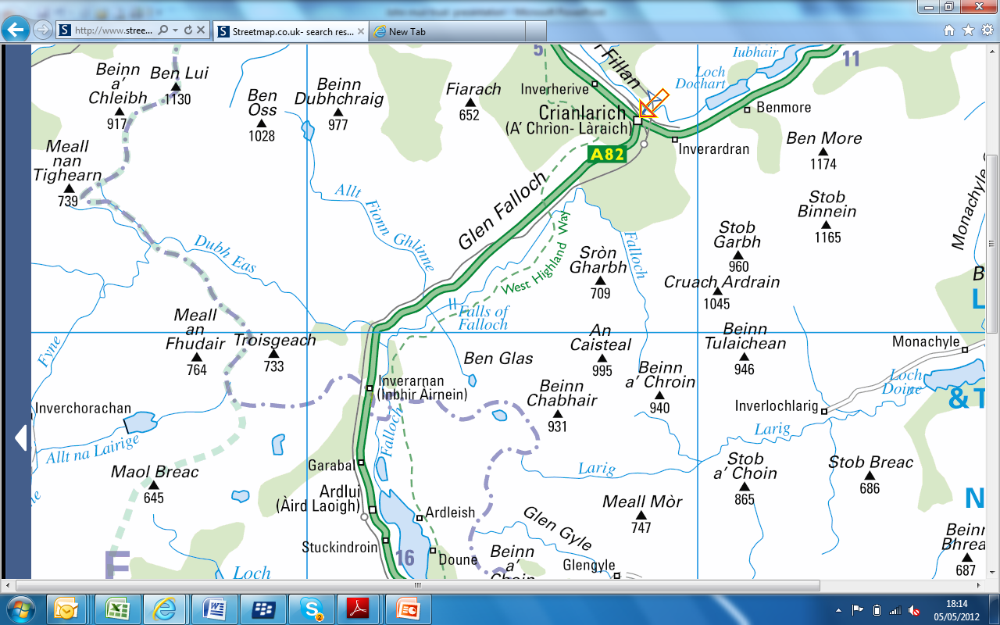 http://www.stree...
Streetmap.co.uk- search res...
New Tab
5
Fillan
Iubhair
11
Loch
Dochart
Beinn
a'
Chleibh
917
Ben Lui
1130
Ben
Oss
1028
Beinn
Dubhchraig
977
Fiarach
652
Inverherive
Crianlarich
(A' Chrìon- Làraich)
Benmore
Inverardran
A82
Ben More
1174
Meall
nan
Tighearn
739
Allt Fionn Ghlinne
Glen Falloch
West Highland Way
Stob
Binnein
1165
Monachyle
Dubh Eas
Sròn
Gharbh
709
Falloch
Stob
Garbh
960
Cruach Ardrain
1045
B
L
Falls of
Falloch
Meall
an
Fhudair
764
Troisgeach
733
Fyne
Ben Glas
An
Caisteal
995
Beinn
Tulaichean
946
Monachyle
Beinn
a' Chroin
940
Loch
Doine
& T
Inverarnan
(Inbhir Àirnein)
Beinn
Chabhair
931
Inverlochlarig
Inverchorachan
Allt na Lairige
Falloch
Larig
Larig
Garabal
Maol Breac
645
Stob
a' Choin
865
Stob Breac
686
Ardlui
(Àird Laoigh)
Ardleish
Meall Mòr
747
N
Glen Gyle
Stuckindroin
16
Doune
Beinn
a'
Glengyle
Beinn
Bhrea
687
F
Loch
2
18:14
05/05/2012